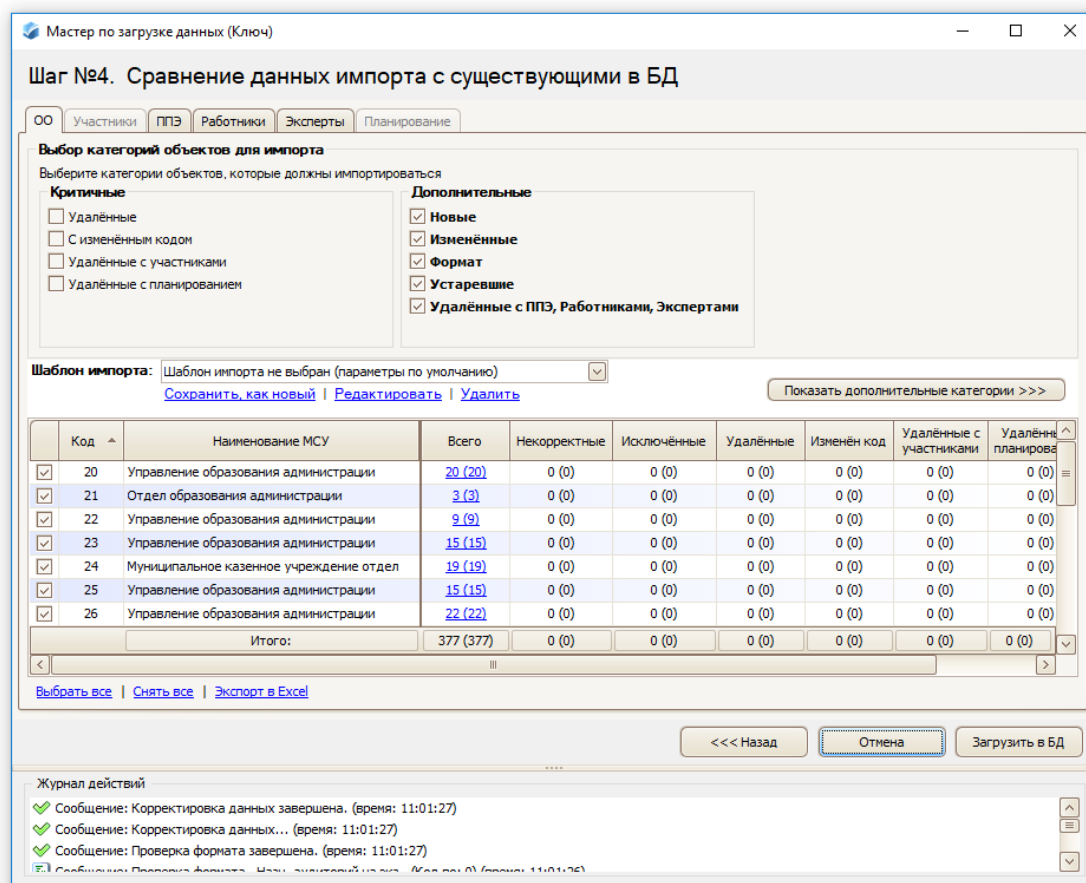 Мастер по загрузке данных (Ключ)
Шаг №4. Сравнение данных импорта с существующими в БД
ОО Участники ППЭ Работники Эксперты Планирование
Выбор категорий объектов для импорта
Выберите категории объектов, которые должны импортироваться
Критичные
Удалённые
С изменённым кодом
Удалённые с участниками
Удалённые с планированием
Дополнительные
Новые
Изменённые
Формат
Устаревшие
Удалённые с ППЭ, Работниками, Экспертами
Шаблон импорта: Шаблон импорта не выбран (параметры по умолчанию)
Сохранить, как новый | Редактировать | Удалить
Показать дополнительные категории >>>
Код Наименование МСУ Всего Некорректные Исключённые Удалённые Изменён код Удалённые с участниками Удалённ планирова
20 Управление образования администрации 20 (20) 0 (0) 0 (0) 0 (0) 0 (0) 0 (0) 0 (0)
21 Отдел образования администрации 3 (3) 0 (0) 0 (0) 0 (0) 0 (0) 0 (0) 0 (0)
22 Управление образования администрации 9 (9) 0 (0) 0 (0) 0 (0) 0 (0) 0 (0) 0 (0)
23 Управление образования администрации 15 (15) 0 (0) 0 (0) 0 (0) 0 (0) 0 (0) 0 (0)
24 Муниципальное казенное учреждение отдел 19 (19) 0 (0) 0 (0) 0 (0) 0 (0) 0 (0) 0 (0)
25 Управление образования администрации 15 (15) 0 (0) 0 (0) 0 (0) 0 (0) 0 (0) 0 (0)
26 Управление образования администрации 22 (22) 0 (0) 0 (0) 0 (0) 0 (0) 0 (0) 0 (0)
Итого: 377 (377) 0 (0) 0 (0) 0 (0) 0 (0) 0 (0) 0 (0)
Выбрать все | Снять все | Экспорт в Excel
<<< Назад Отмена Загрузить в БД
Журнал действий
Сообщение: Корректировка данных завершена. (время: 11:01:27)
Сообщение: Корректировка данных... (время: 11:01:27)
Сообщение: Проверка формата завершена. (время: 11:01:27)
Сообщение: Проверка формата